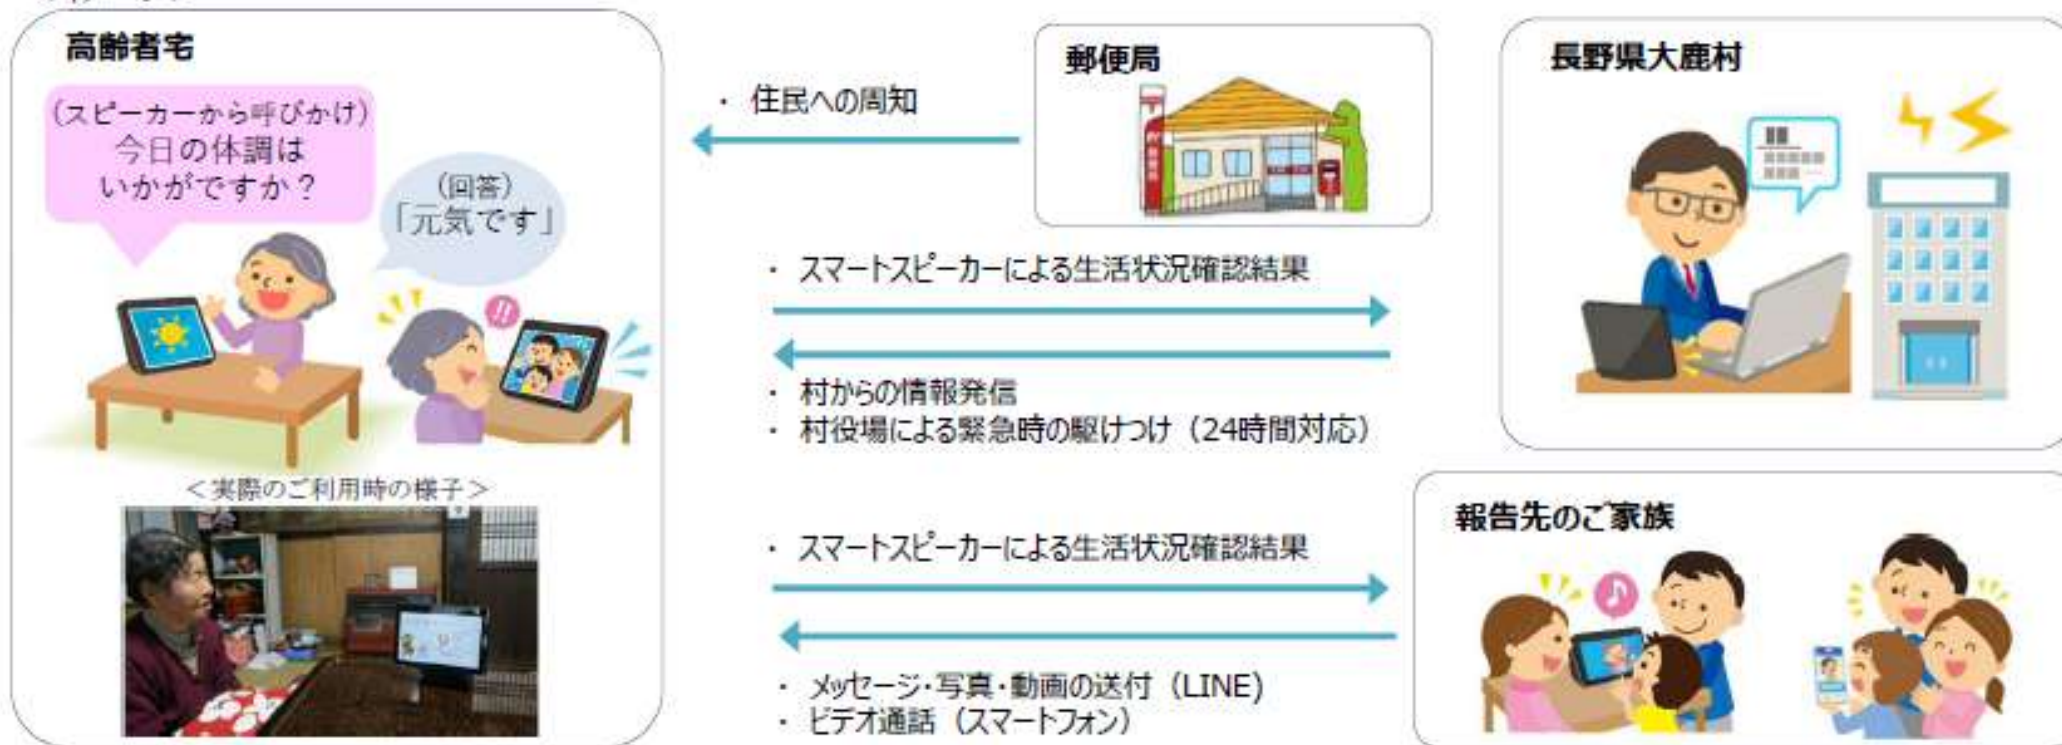 高齢者宅
(スピーカーから呼びかけ)
今日の体調は
いかがですか？
(回答)
「元気です」
＜実際のご利用時の様子＞
・ 住民への周知
郵便局
長野県大鹿村
・ スマートスピーカーによる生活状況確認結果
・ 村からの情報発信
・ 村役場による緊急時の駆けつけ（24時間対応）
報告先のご家族
・ スマートスピーカーによる生活状況確認結果
・ メッセージ・写真・動画の送付（LINE)
・ ビデオ通話（スマートフォン）